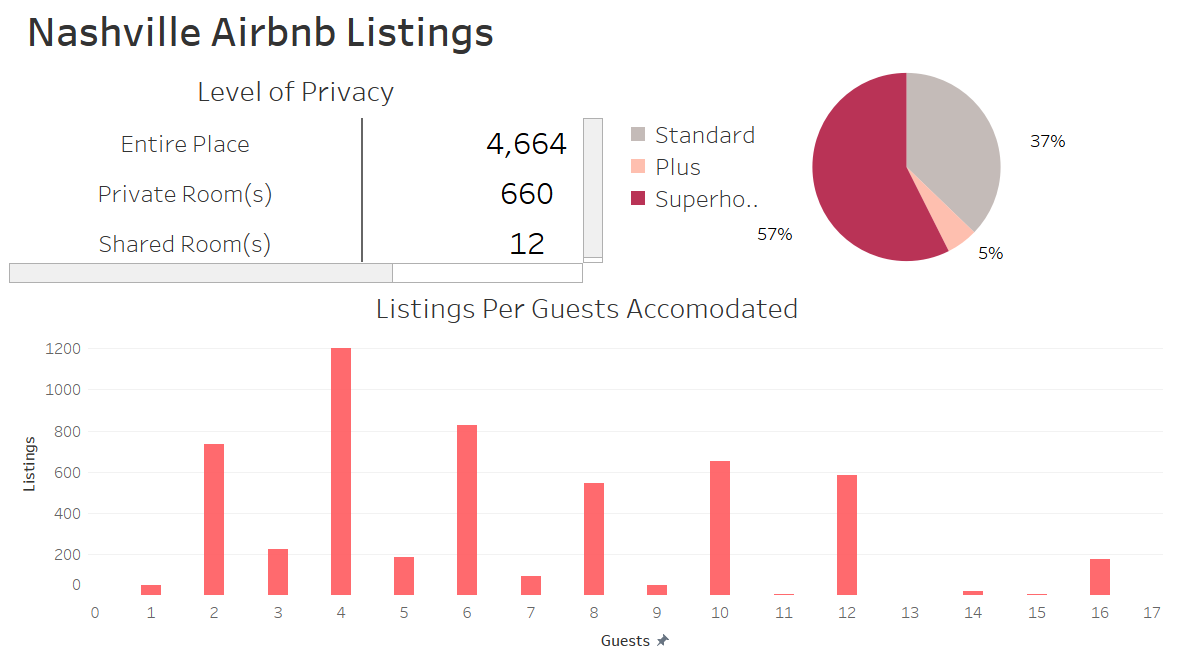 Nashville Airbnb Listings
Level of Privacy
Entire Place 4,664
Private Room(s) 660
Shared Room(s) 12
Standard
Plus
Superho..
37%
57%
5%
Listings Per Guests Accomodated
1200
1000
800
600
400
200
0
Listings
0 1 2 3 4 5 6 7 8 9 10 11 12 13 14 15 16 17
Guests